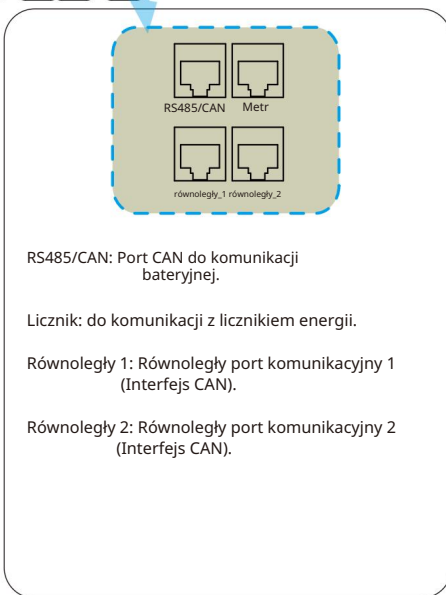 RS485/CAN Metr
równoległy_1 równoległy_2
RS485/CAN: Port CAN do komunikacji
bateryjnej.
Licznik: do komunikacji z licznikiem energii.
Równoległy 1: Równoległy port komunikacyjny 1
(Interfejs CAN).
Równoległy 2: Równoległy port komunikacyjny 2
(Interfejs CAN).